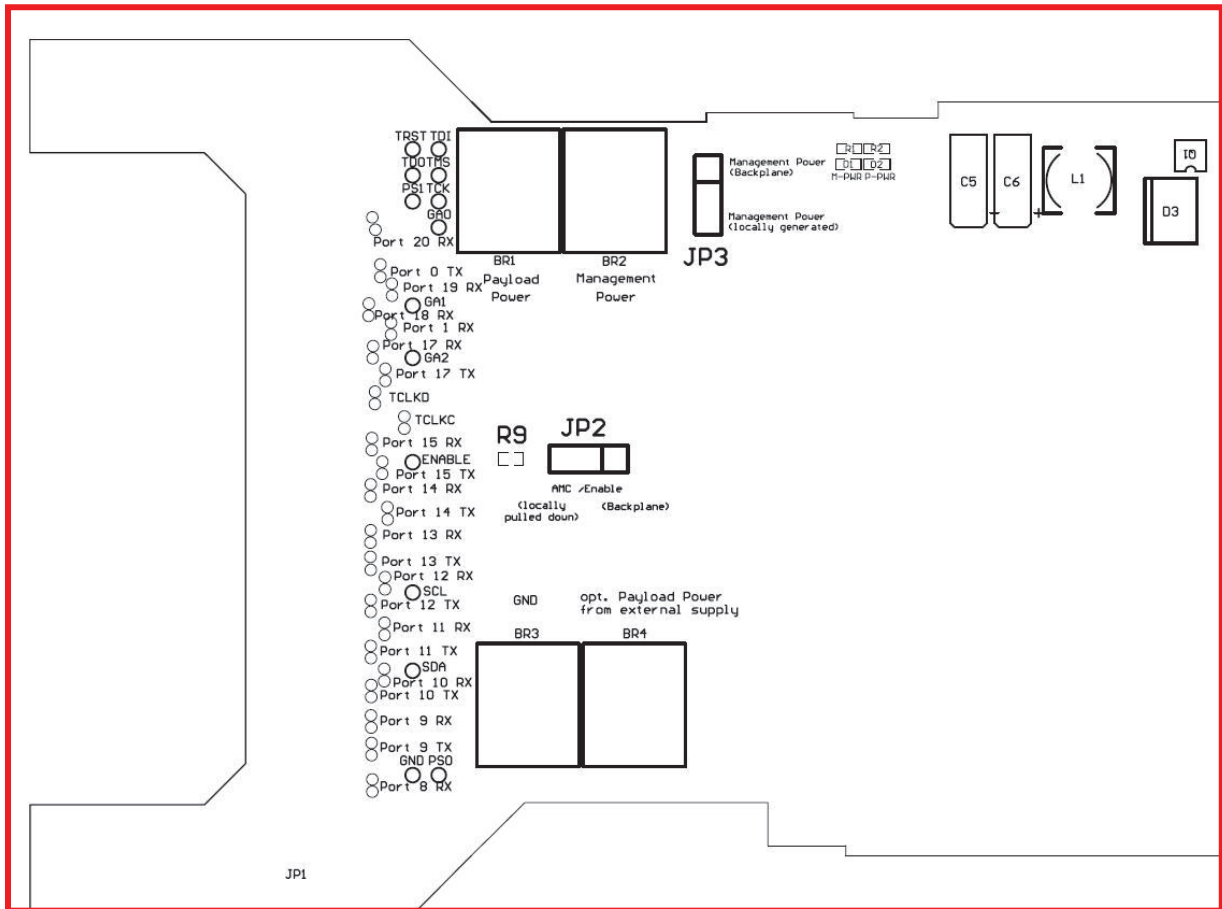 TRST TDI
TDO TMS
PS1 TCK
GA0
Port 20 RX
Port 0 TX
Port 19 RX
GA1
Port 18 RX
Port 1 RX
Port 17 RX
GA2
Port 17 TX
TCLKD
TCLKC
Port 15 RX
ENABLE
Port 15 TX
Port 14 RX
Port 14 TX
Port 13 RX
Port 13 TX
Port 12 RX
SCL
Port 12 TX
Port 11 RX
Port 11 TX
SDA
Port 10 RX
Port 10 TX
Port 9 RX
Port 9 TX
GND PS0
Port 8 RX
BR1
Payload
Power
BR2
Management
Power
JP3
Management Power
(Backplane)
Management Power
(locally generated)
R1 R2
D1 D2
M-PWR P-PWR
C5
C6
+
L1
Q1
D3
R9
JP2
AMC /Enable
(locally
pulled down)
(Backplane)
GND
opt. Payload Power
from external supply
BR3
BR4
JP1